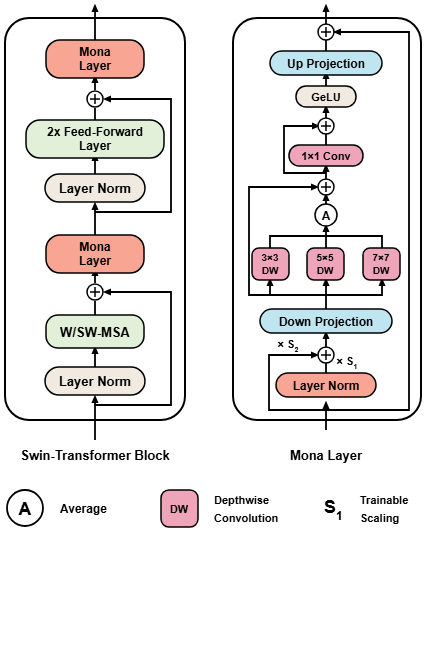 Mona
Layer
2x Feed-Forward
Layer
Layer Norm
Mona
Layer
W/SW-MSA
Layer Norm
Swin-Transformer Block
Up Projection
GeLU
1×1 Conv
A
3×3
DW
5×5
DW
7×7
DW
Down Projection
× S2
× S1
Layer Norm
Mona Layer
A
Average
DW
Depthwise
Convolution
S1
Trainable
Scaling